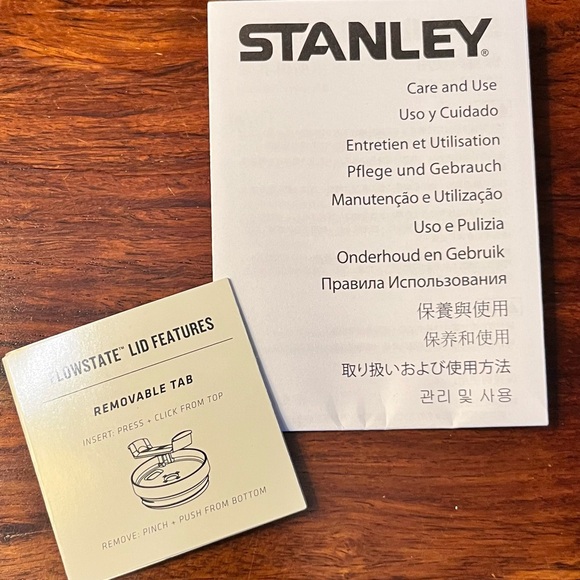 STANLEY®
Care and Use
Uso y Cuidado
Entretien et Utilisation
Pflege und Gebrauch
Manutenção e Utilização
Uso e Pulizia
Onderhoud en Gebruik
Правила Использования
保養與使用
保养和使用
取り扱いおよび使用方法
관리 및 사용
FLOWSTATE™ LID FEATURES
REMOVABLE TAB
INSERT: PRESS + CLICK FROM TOP
REMOVE: PINCH + PUSH FROM BOTTOM